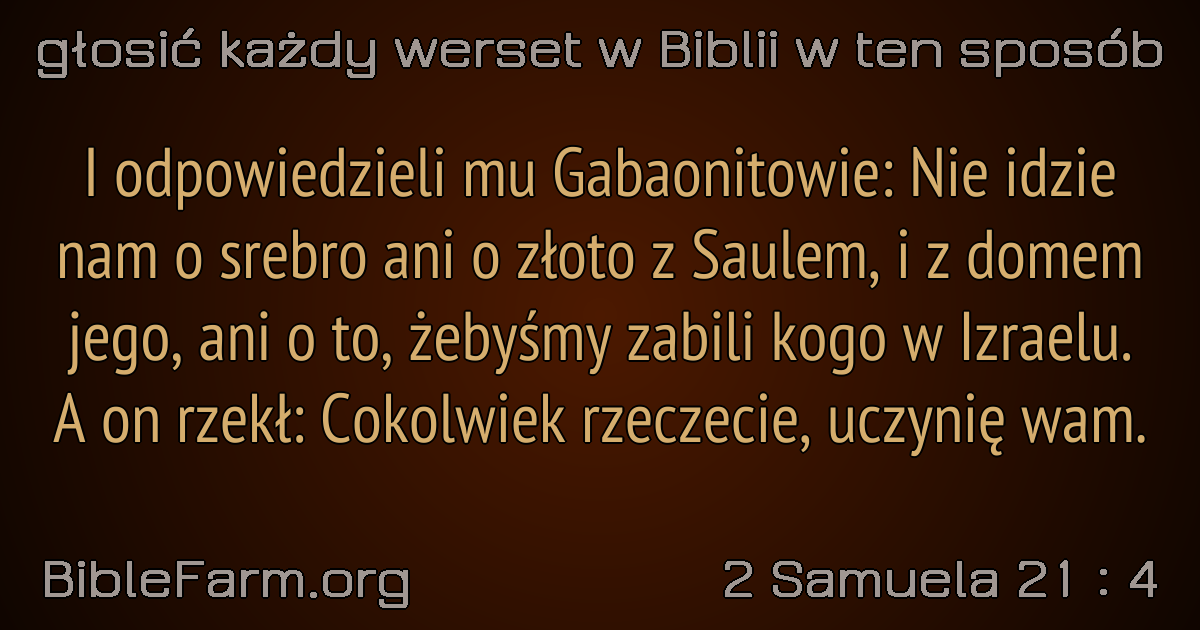 głosić każdy werset w Biblii w ten sposób
I odpowiedzieli mu Gabaonitowie: Nie idzie
nam o srebro ani o złoto z Saulem, i z domem
jego, ani o to, żebyśmy zabili kogo w Izraelu.
A on rzekł: Cokolwiek rzeczecie, uczynię wam.
BibleFarm.org
2 Samuela 21 : 4